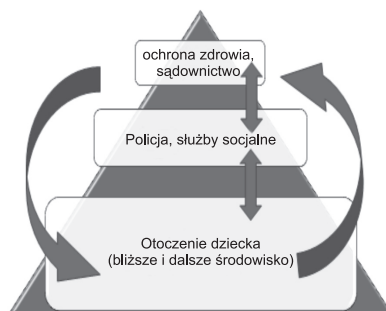 ochrona zdrowia,
sądownictwo
Policja, służby socjalne
Otoczenie dziecka
(bliższe i dalsze środowisko)